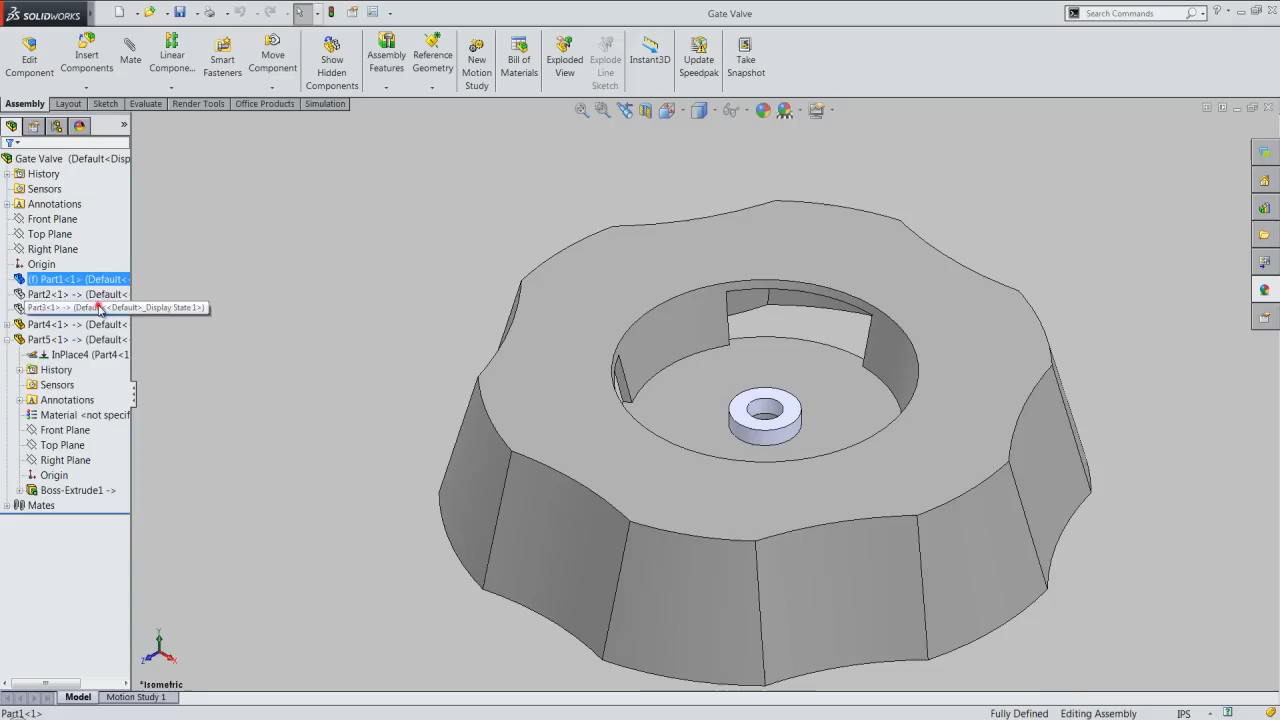 SOLIDWORKS
Gate Valve
Search Commands
Edit Component
Insert Components
Mate
Linear Compone...
Smart Fasteners
Move Component
Show Hidden Components
Assembly Features
Reference Geometry
New Motion Study
Bill of Materials
Exploded View
Explode Line Sketch
Instant3D
Update Speedpak
Take Snapshot
Assembly
Layout
Sketch
Evaluate
Render Tools
Office Products
Simulation
Gate Valve (Default<Disp
History
Sensors
Annotations
Front Plane
Top Plane
Right Plane
Origin
(f) Part1<1> (Default<
Part2<1> -> (Default<
Part3<1> -> (Default<<Default>_Display State 1>)
Part4<1> -> (Default<
Part5<1> -> (Default<
InPlace4 (Part4<1
History
Sensors
Annotations
Material <not specif
Front Plane
Top Plane
Right Plane
Origin
Boss-Extrude1 ->
Mates
Y
X
Z
*Isometric
Model
Motion Study 1
Part1<1>
Fully Defined
Editing Assembly
IPS